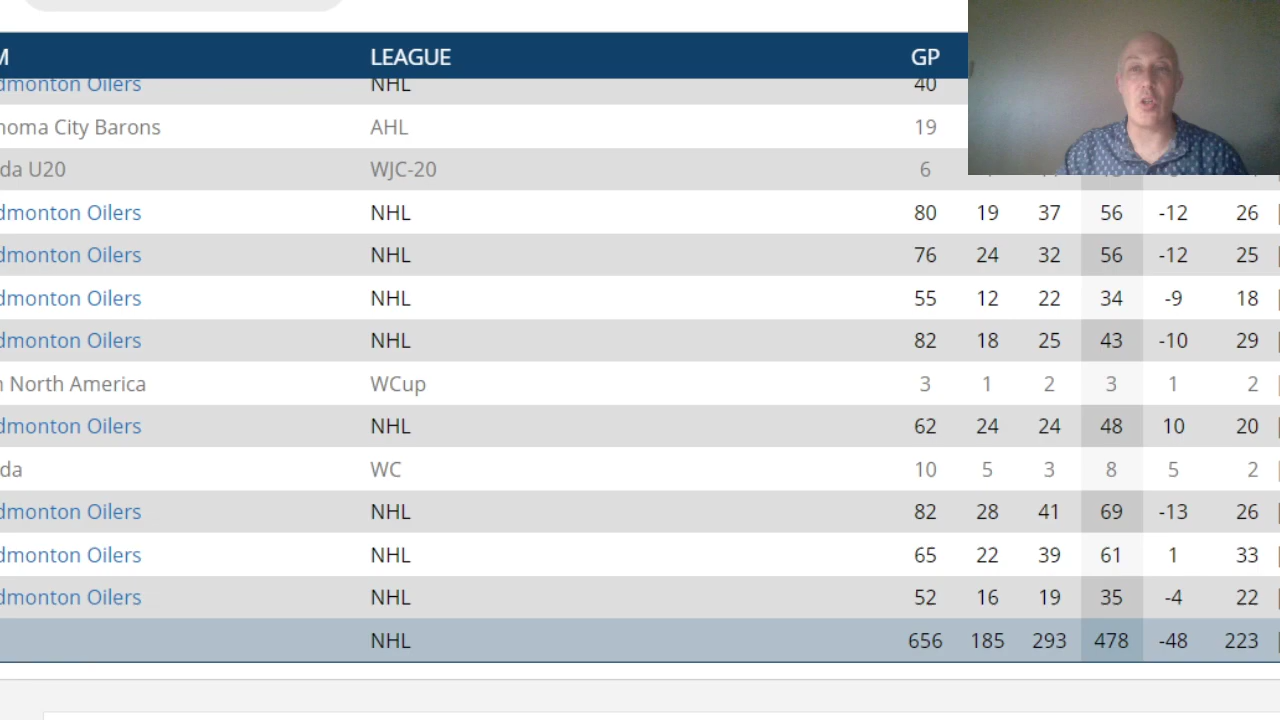 M LEAGUE GP
dmonton Oilers NHL 40
homa City Barons AHL 19
da U20 WJC-20 6
dmonton Oilers NHL 80 19 37 56 -12 26
dmonton Oilers NHL 76 24 32 56 -12 25
dmonton Oilers NHL 55 12 22 34 -9 18
dmonton Oilers NHL 82 18 25 43 -10 29
North America WCup 3 1 2 3 1 2
dmonton Oilers NHL 62 24 24 48 10 20
da WC 10 5 3 8 5 2
dmonton Oilers NHL 82 28 41 69 -13 26
dmonton Oilers NHL 65 22 39 61 1 33
dmonton Oilers NHL 52 16 19 35 -4 22
NHL 656 185 293 478 -48 223